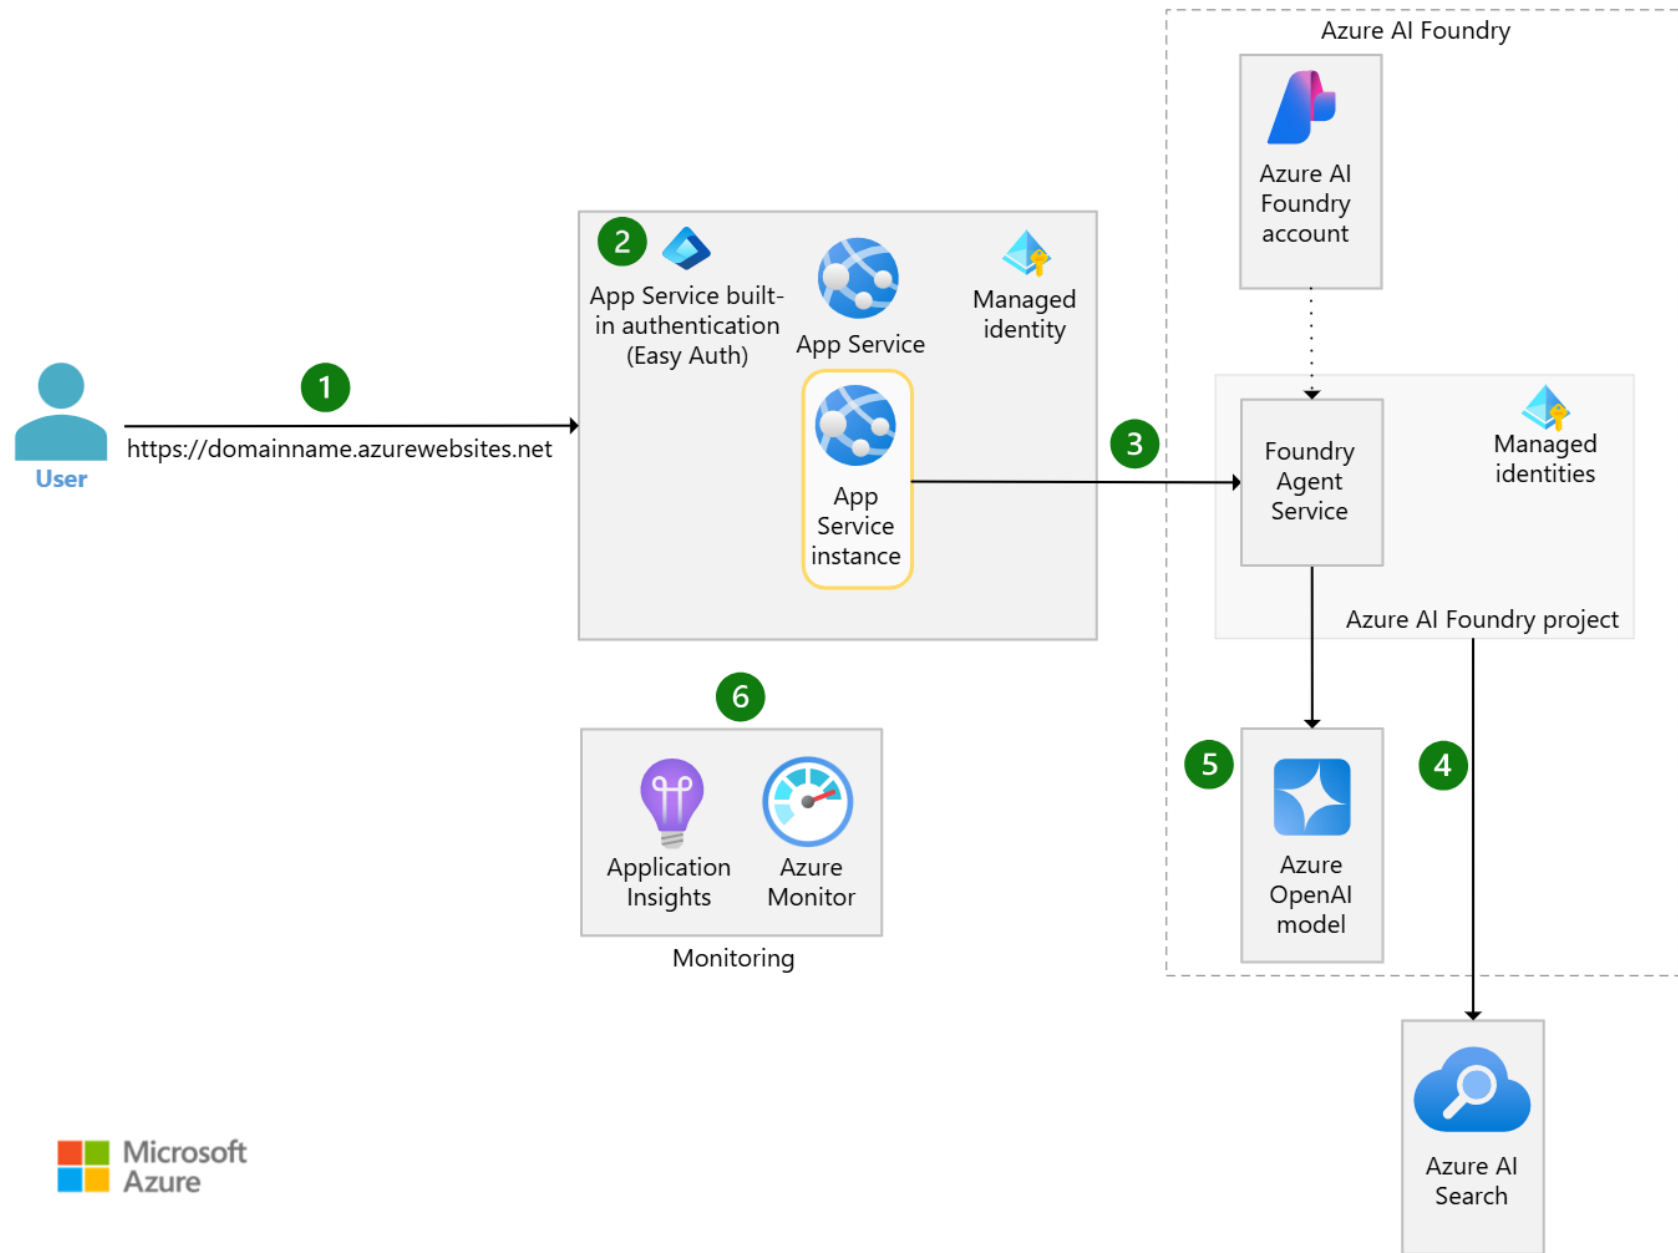 Azure AI Foundry
Azure AI
Foundry
account
2
App Service built-
in authentication
(Easy Auth)
App Service
Managed
identity
1
https://domainname.azurewebsites.net
User
App
Service
instance
3
Foundry
Agent
Service
Managed
identities
Azure AI Foundry project
6
Application
Insights
Azure
Monitor
Monitoring
5
Azure
OpenAI
model
4
Azure AI
Search
Microsoft
Azure